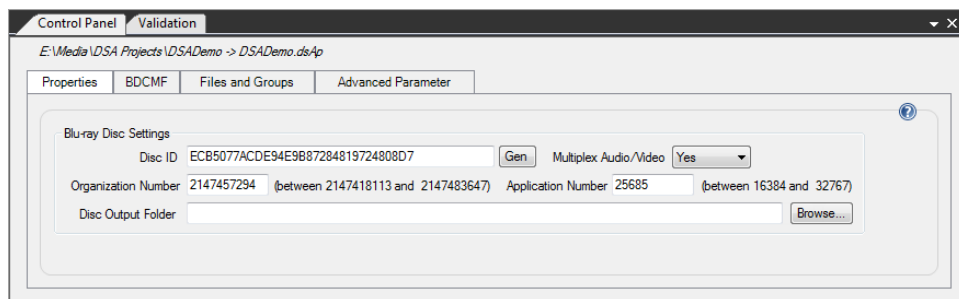 Control Panel Validation
E:\Media\DSA Projects\DSADemo -> DSADemo.dsAp
Properties BDCMF Files and Groups Advanced Parameter
?
Blu-ray Disc Settings
Disc ID ECB5077ACDE94E9B87284819724808D7 Gen Multiplex Audio/Video Yes
Organization Number 2147457294 (between 2147418113 and 2147483647) Application Number 25685 (between 16384 and 32767)
Disc Output Folder Browse...